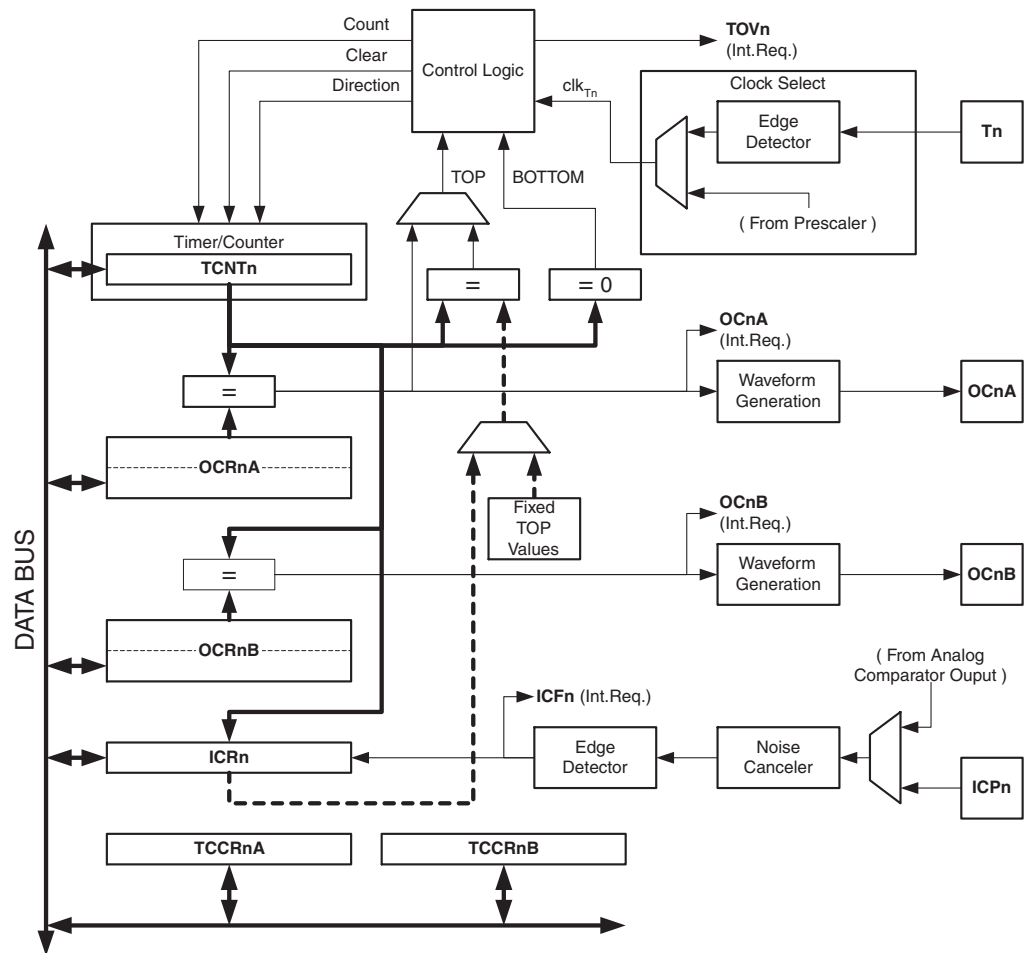 Count
Clear
Direction
Control Logic
TOVn
(Int.Req.)
clkTn
Clock Select
Edge
Detector
Tn
( From Prescaler )
TOP
BOTTOM
Timer/Counter
TCNTn
=
= 0
OCnA
(Int.Req.)
=
Waveform
Generation
OCnA
OCRnA
Fixed
TOP
Values
OCnB
(Int.Req.)
=
Waveform
Generation
OCnB
OCRnB
DATA BUS
( From Analog
Comparator Ouput )
ICFn (Int.Req.)
ICRn
Edge
Detector
Noise
Canceler
ICPn
TCCRnA
TCCRnB